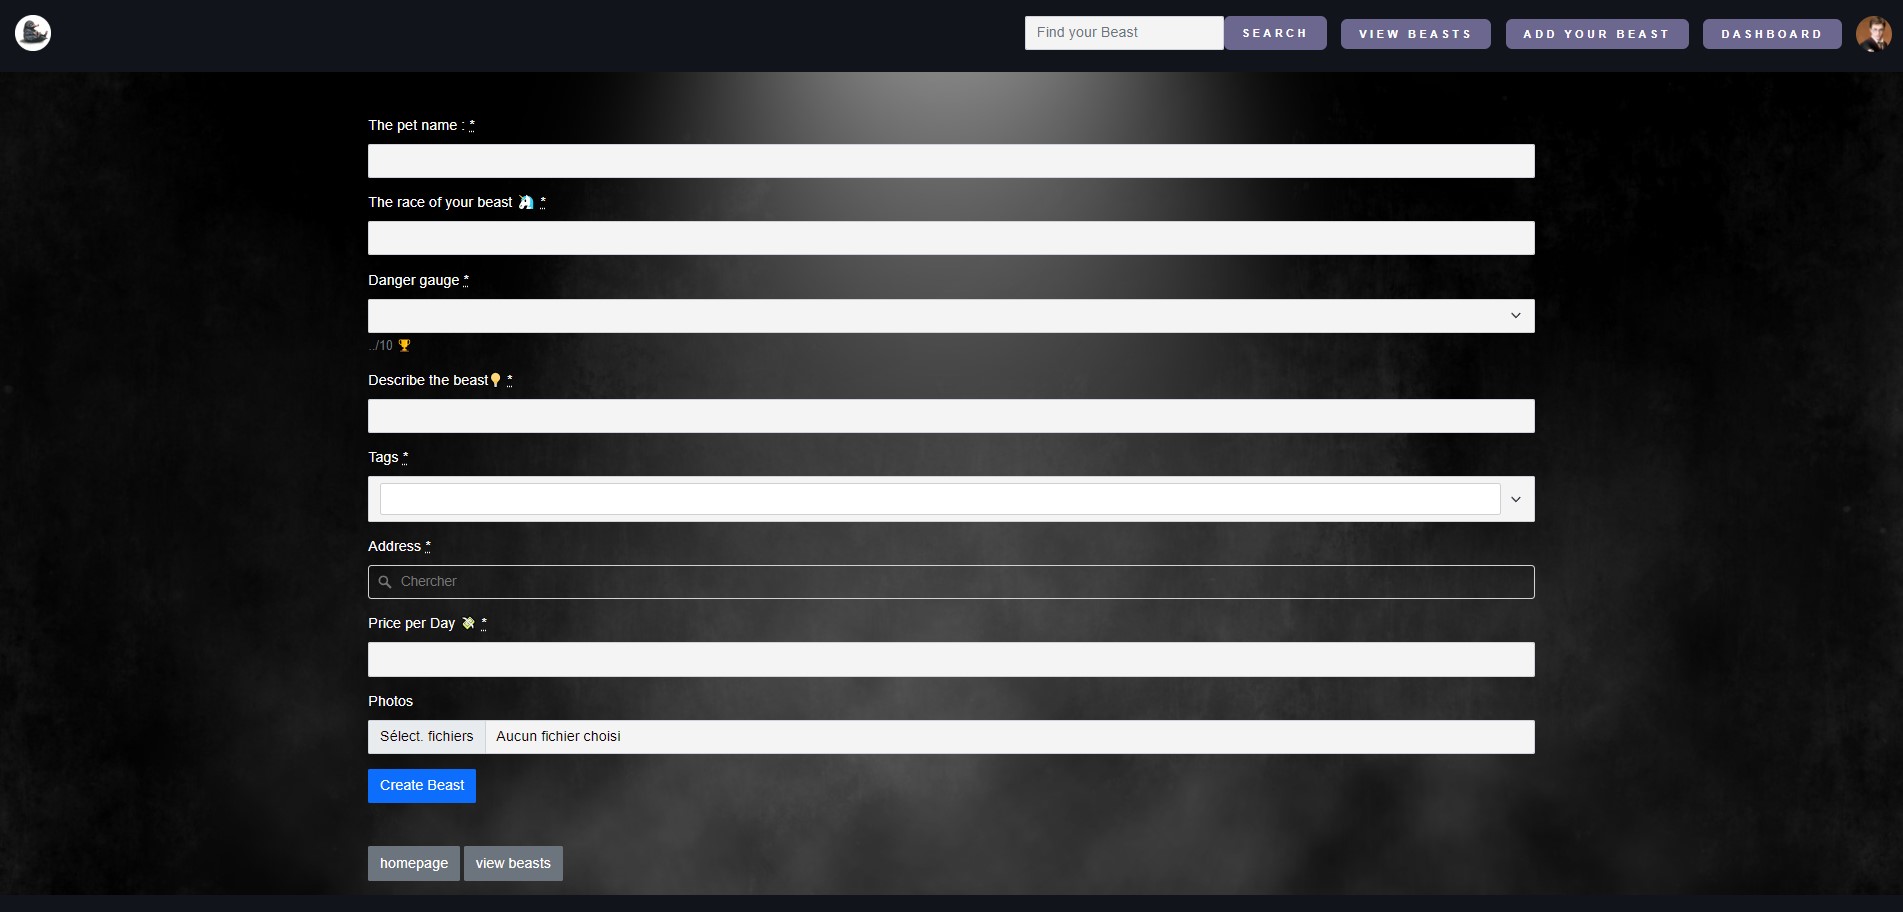 Find your Beast SEARCH VIEW BEASTS ADD YOUR BEAST DASHBOARD
The pet name : *
The race of your beast 🦄 *
Danger gauge *
../10 🏆
Describe the beast💡 *
Tags *
Address *
Chercher
Price per Day 💸 *
Photos
Sélect. fichiers Aucun fichier choisi
Create Beast
homepage view beasts